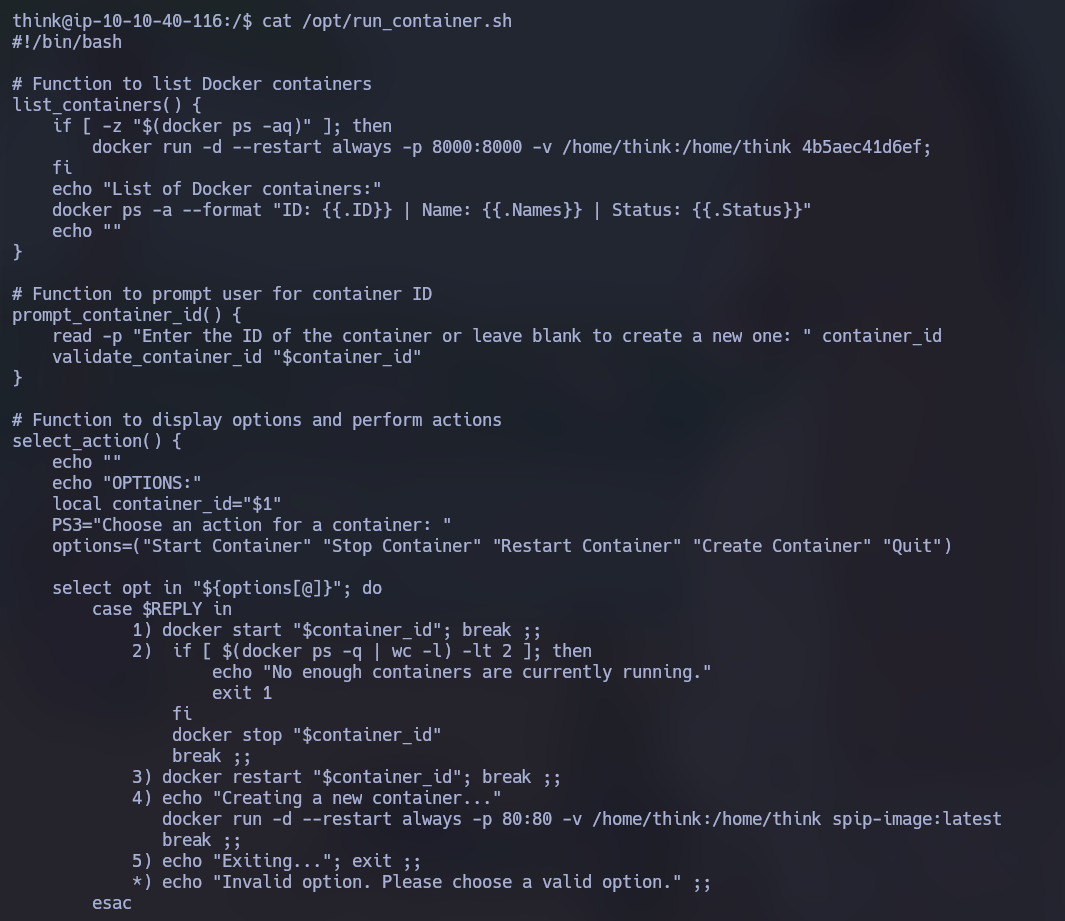 think@ip-10-10-40-116:/$ cat /opt/run_container.sh
#!/bin/bash

# Function to list Docker containers
list_containers() {
    if [ -z "$(docker ps -aq)" ]; then
        docker run -d --restart always -p 8000:8000 -v /home/think:/home/think 4b5aec41d6ef;
    fi
    echo "List of Docker containers:"
    docker ps -a --format "ID: {{.ID}} | Name: {{.Names}} | Status: {{.Status}}"
    echo ""
}

# Function to prompt user for container ID
prompt_container_id() {
    read -p "Enter the ID of the container or leave blank to create a new one: " container_id
    validate_container_id "$container_id"
}

# Function to display options and perform actions
select_action() {
    echo ""
    echo "OPTIONS:"
    local container_id="$1"
    PS3="Choose an action for a container: "
    options=("Start Container" "Stop Container" "Restart Container" "Create Container" "Quit")

    select opt in "${options[@]}"; do
        case $REPLY in
            1) docker start "$container_id"; break ;;
            2)  if [ $(docker ps -q | wc -l) -lt 2 ]; then
                    echo "No enough containers are currently running."
                    exit 1
                fi
                docker stop "$container_id"
                break ;;
            3) docker restart "$container_id"; break ;;
            4) echo "Creating a new container..."
               docker run -d --restart always -p 80:80 -v /home/think:/home/think spip-image:latest
               break ;;
            5) echo "Exiting..."; exit ;;
            *) echo "Invalid option. Please choose a valid option." ;;
        esac